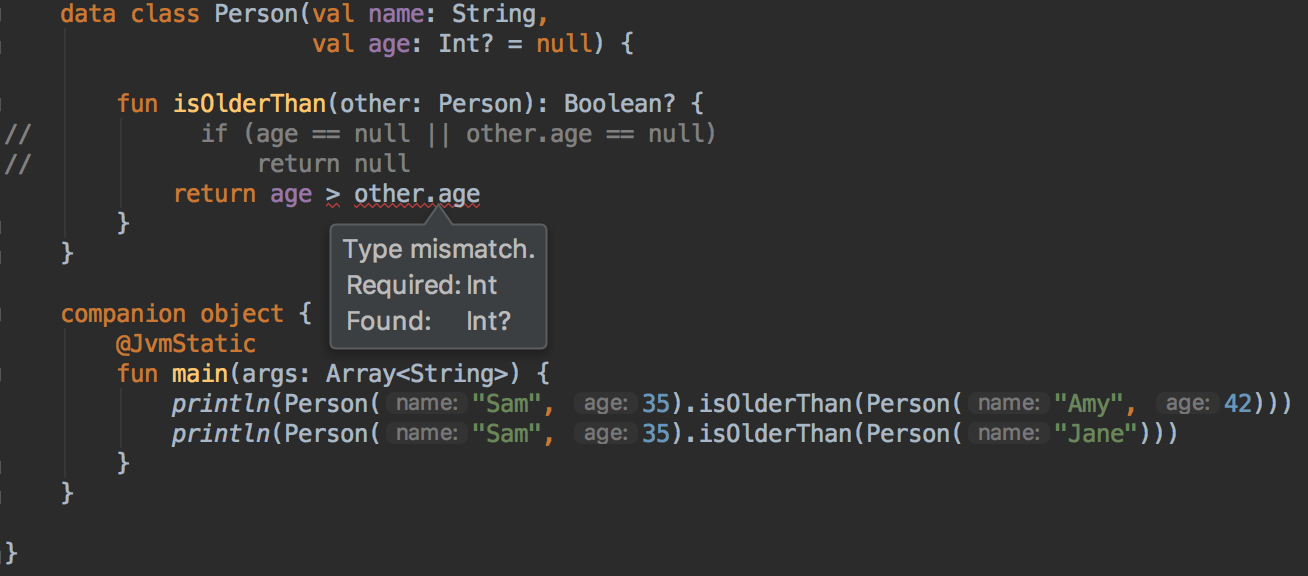 data class Person(val name: String,
val age: Int? = null) {
fun isOlderThan(other: Person): Boolean? {
// if (age == null || other.age == null)
// return null
return age > other.age
}
Type mismatch.
Required: Int
Found: Int?
}
companion object {
@JvmStatic
fun main(args: Array<String>) {
println(Person( name: "Sam", age: 35).isOlderThan(Person( name: "Amy", age: 42)))
println(Person( name: "Sam", age: 35).isOlderThan(Person( name: "Jane")))
}
}
}